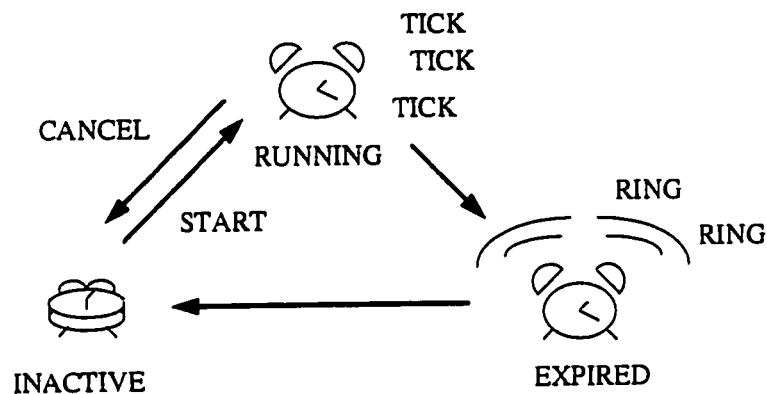 TICK
TICK
TICK
CANCEL
RUNNING
START
RING
RING
INACTIVE
EXPIRED